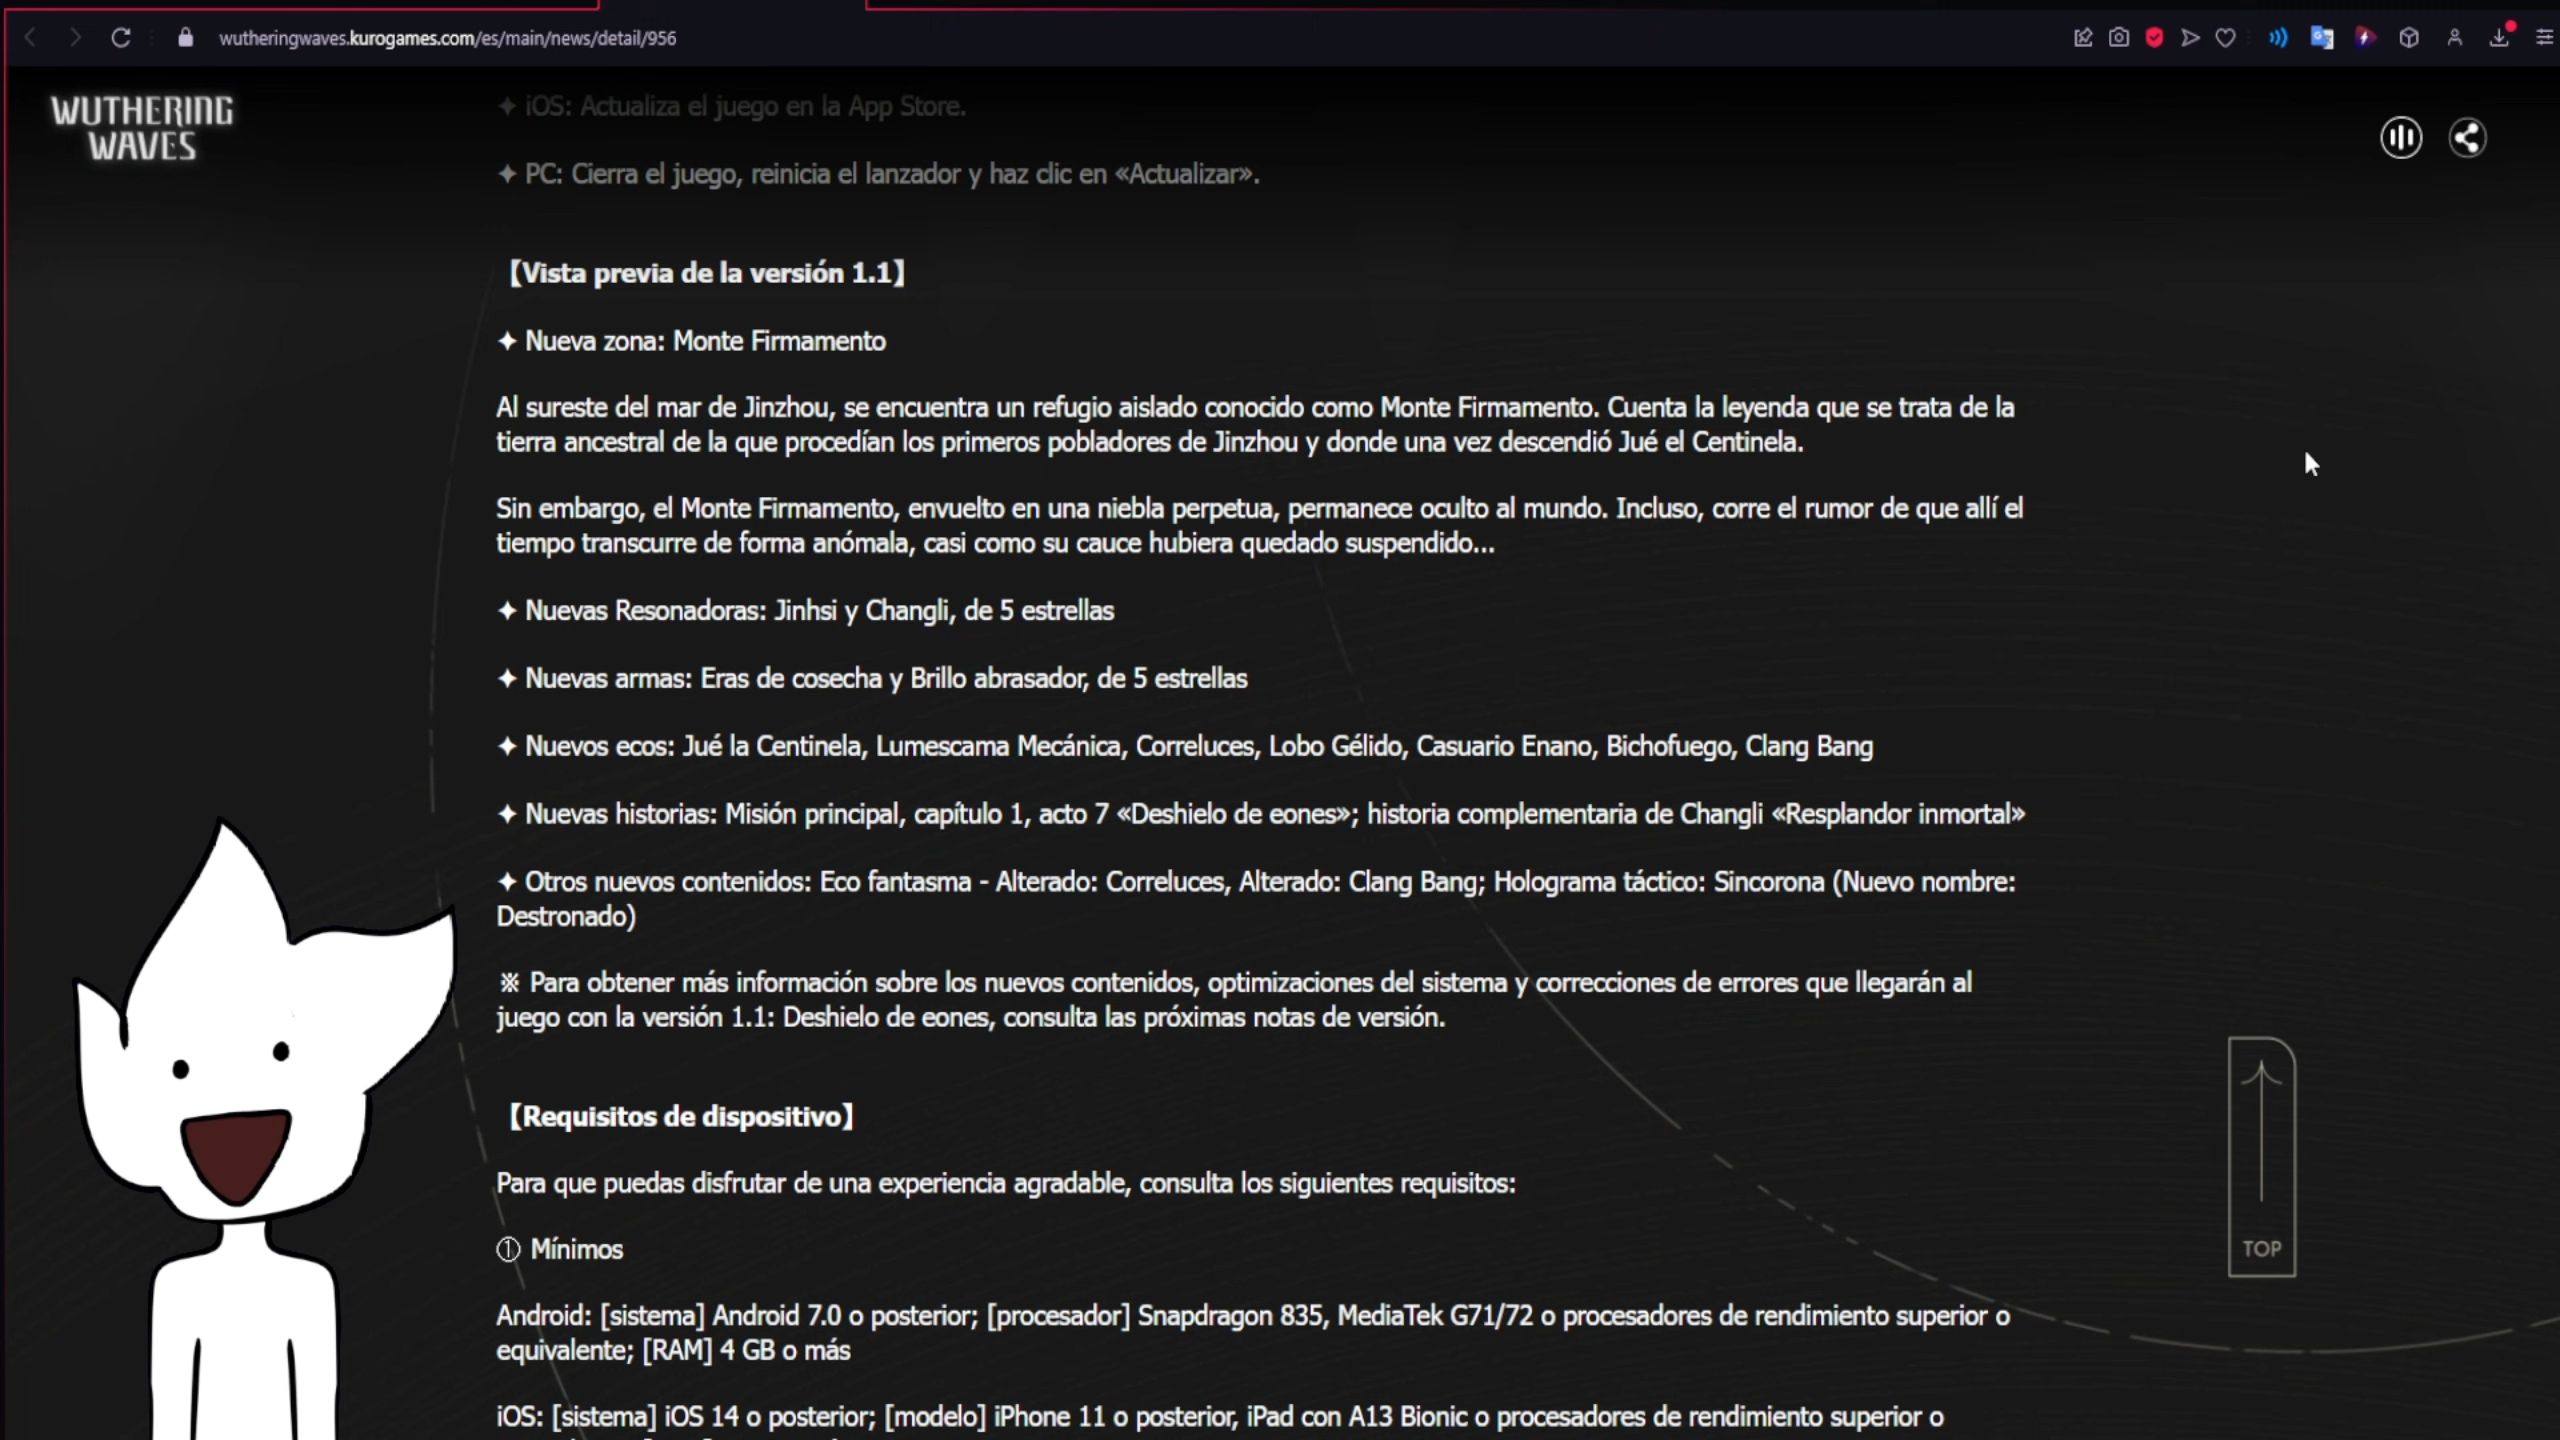 wutheringwaves.kurogames.com/es/main/news/detail/956
WUTHERING
WAVES
✦ iOS: Actualiza el juego en la App Store.
✦ PC: Cierra el juego, reinicia el lanzador y haz clic en «Actualizar».
【Vista previa de la versión 1.1】
✦ Nueva zona: Monte Firmamento
Al sureste del mar de Jinzhou, se encuentra un refugio aislado conocido como Monte Firmamento. Cuenta la leyenda que se trata de la
tierra ancestral de la que procedían los primeros pobladores de Jinzhou y donde una vez descendió Jué el Centinela.
Sin embargo, el Monte Firmamento, envuelto en una niebla perpetua, permanece oculto al mundo. Incluso, corre el rumor de que allí el
tiempo transcurre de forma anómala, casi como su cauce hubiera quedado suspendido...
✦ Nuevas Resonadoras: Jinhsi y Changli, de 5 estrellas
✦ Nuevas armas: Eras de cosecha y Brillo abrasador, de 5 estrellas
✦ Nuevos ecos: Jué la Centinela, Lumescama Mecánica, Correluces, Lobo Gélido, Casuario Enano, Bichofuego, Clang Bang
✦ Nuevas historias: Misión principal, capítulo 1, acto 7 «Deshielo de eones»; historia complementaria de Changli «Resplandor inmortal»
✦ Otros nuevos contenidos: Eco fantasma - Alterado: Correluces, Alterado: Clang Bang; Holograma táctico: Sincorona (Nuevo nombre:
Destronado)
※ Para obtener más información sobre los nuevos contenidos, optimizaciones del sistema y correcciones de errores que llegarán al
juego con la versión 1.1: Deshielo de eones, consulta las próximas notas de versión.
【Requisitos de dispositivo】
Para que puedas disfrutar de una experiencia agradable, consulta los siguientes requisitos:
① Mínimos
Android: [sistema] Android 7.0 o posterior; [procesador] Snapdragon 835, MediaTek G71/72 o procesadores de rendimiento superior o
equivalente; [RAM] 4 GB o más
iOS: [sistema] iOS 14 o posterior; [modelo] iPhone 11 o posterior, iPad con A13 Bionic o procesadores de rendimiento superior o
TOP